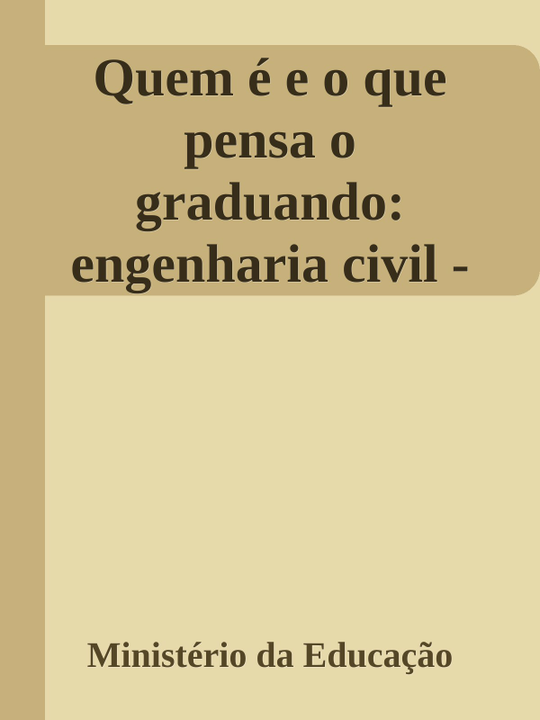 Quem é e o que
pensa o
graduando:
engenharia civil -
Ministério da Educação